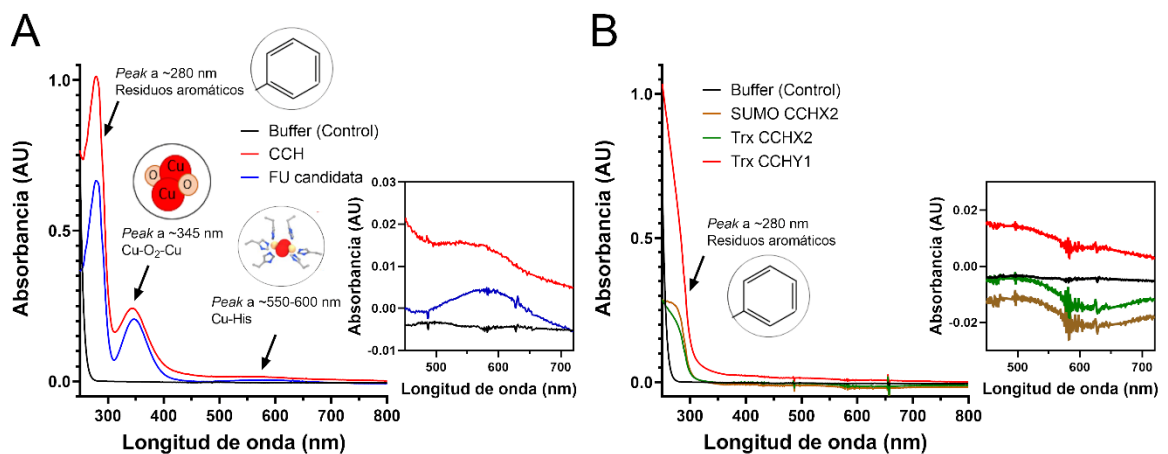 A
Peak a ~280 nm
Residuos aromáticos
Buffer (Control)
CCH
FU candidata
Cu
O
O
Cu
Peak a ~345 nm
Cu-O2-Cu
Peak a ~550-600 nm
Cu-His
Absorbancia (AU)
1.0
0.5
0.0
300
400
500
600
700
800
Longitud de onda (nm)
Absorbancia (AU)
0.03
0.02
0.01
0.00
-0.01
500
600
700
Longitud de onda (nm)
B
Buffer (Control)
SUMO CCHX2
Trx CCHX2
Trx CCHY1
Peak a ~280 nm
Residuos aromáticos
Absorbancia (AU)
1.0
0.5
0.0
300
400
500
600
700
800
Longitud de onda (nm)
Absorbancia (AU)
0.02
0.00
-0.02
500
600
700
Longitud de onda (nm)